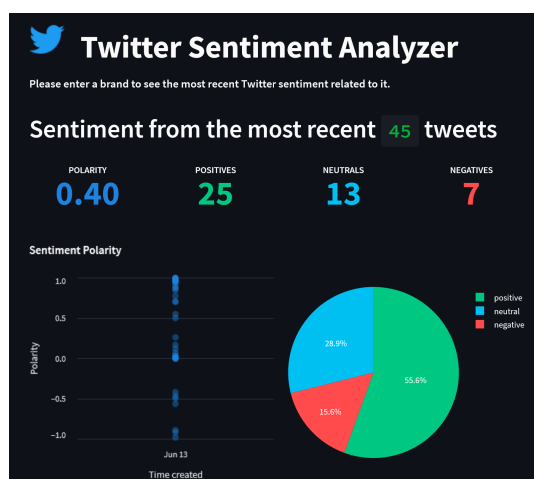 Twitter Sentiment Analyzer
Please enter a brand to see the most recent Twitter sentiment related to it.
Sentiment from the most recent 45 tweets
POLARITY POSITIVES NEUTRALS NEGATIVES
0.40 25 13 7
Sentiment Polarity
1.0
0.5
0.0
−0.5
−1.0
Polarity
Jun 13
Time created
28.9%
55.6%
15.6%
positive
neutral
negative